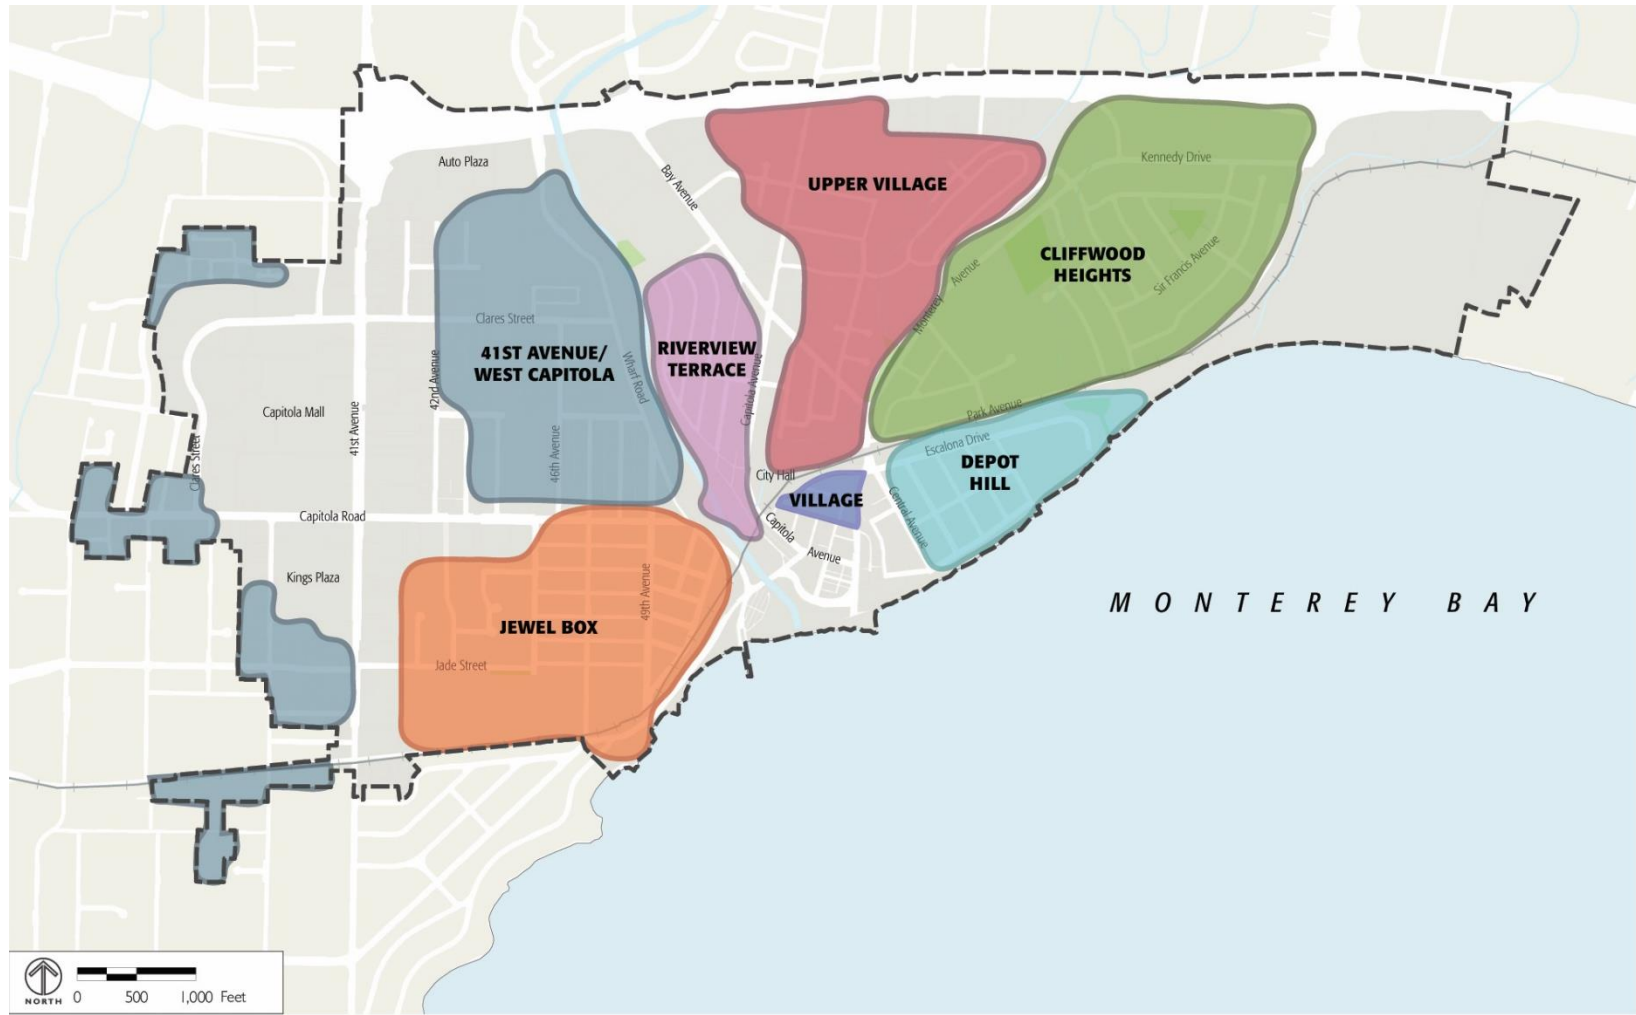 Auto Plaza
Kennedy Drive
Bay Avenue
UPPER VILLAGE
CLIFFWOOD
HEIGHTS
Sir Francis Avenue
Monterey Avenue
Clares Street
41ST AVENUE/
WEST CAPITOLA
RIVERVIEW
TERRACE
Wharf Road
42nd Avenue
Capitola Avenue
Capitola Mall
41st Avenue
Clares Street
46th Avenue
Park Avenue
Escalona Drive
DEPOT
HILL
City Hall
VILLAGE
Central Avenue
Capitola Road
Capitola Avenue
Kings Plaza
49th Avenue
MONTEREY BAY
JEWEL BOX
Jade Street
NORTH
0 500 1,000 Feet